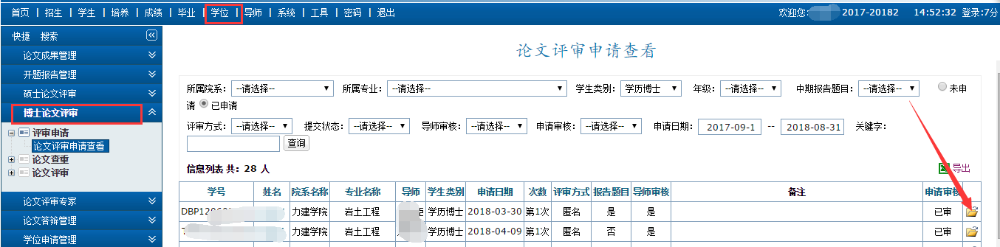 首页 | 招生 | 学生 | 培养 | 成绩 | 毕业 | 学位 | 导师 | 系统 | 工具 | 密码 | 退出 欢迎您: 2017-20182 14:52:32 登录:7分
快捷 搜索
论文成果管理
开题报告管理
硕士论文评审
博士论文评审
评审申请
论文评审申请查看
论文查重
论文评审
论文评审专家
论文答辩管理
学位申请管理
论文评审申请查看
所属院系: --请选择-- 所属专业: --请选择-- 学生类别: 学历博士 年级: --请选择-- 中期报告题目: --请选择-- 未申
请 已申请
评审方式: --请选择-- 提交状态: --请选择-- 导师审核: --请选择-- 申请审核: --请选择-- 申请日期: 2017-09-1 -- 2018-08-31 关键字:
查询
信息列表 共: 28 人 导出
学号 姓名 院系名称 专业名称 导师 学生类别 申请日期 次数 评审方式 报告题目 导师审核 备注 申请审核
力建学院 岩土工程 学历博士 2018-03-30 第1次 匿名 是 是 已审
力建学院 岩土工程 学历博士 2018-04-09 第1次 匿名 否 是 已审